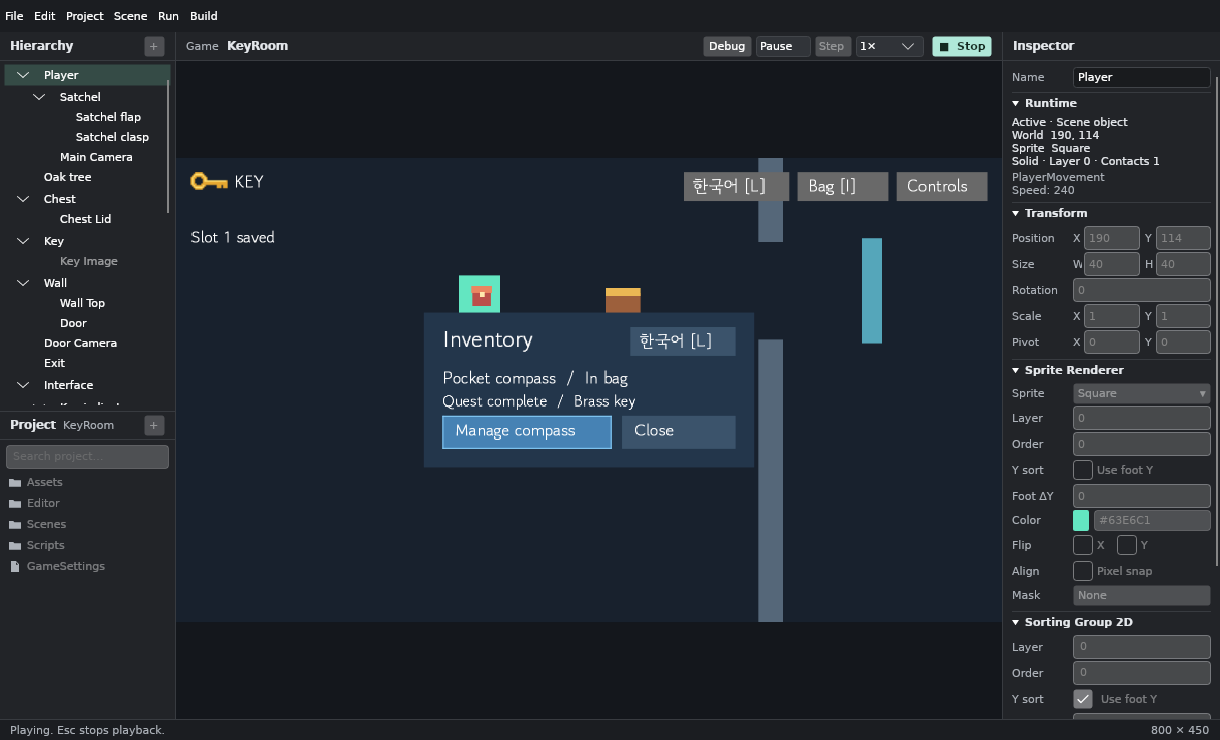 File Edit Project Scene Run Build
Hierarchy +
Player
Satchel
Satchel flap
Satchel clasp
Main Camera
Oak tree
Chest
Chest Lid
Key
Key Image
Wall
Wall Top
Door
Door Camera
Exit
Interface
Project KeyRoom +
Search project...
Assets
Editor
Scenes
Scripts
GameSettings
Game KeyRoom Debug Pause Step 1× Stop
KEY 한국어 [L] Bag [I] Controls
Slot 1 saved
Inventory 한국어 [L]
Pocket compass / In bag
Quest complete / Brass key
Manage compass Close
Inspector
Name Player
Runtime
Active · Scene object
World 190, 114
Sprite Square
Solid · Layer 0 · Contacts 1
PlayerMovement
Speed: 240
Transform
Position X 190 Y 114
Size W 40 H 40
Rotation 0
Scale X 1 Y 1
Pivot X 0 Y 0
Sprite Renderer
Sprite Square
Layer 0
Order 0
Y sort Use foot Y
Foot ΔY 0
Color #63E6C1
Flip X Y
Align Pixel snap
Mask None
Sorting Group 2D
Layer 0
Order 0
Y sort Use foot Y
Playing. Esc stops playback. 800 × 450